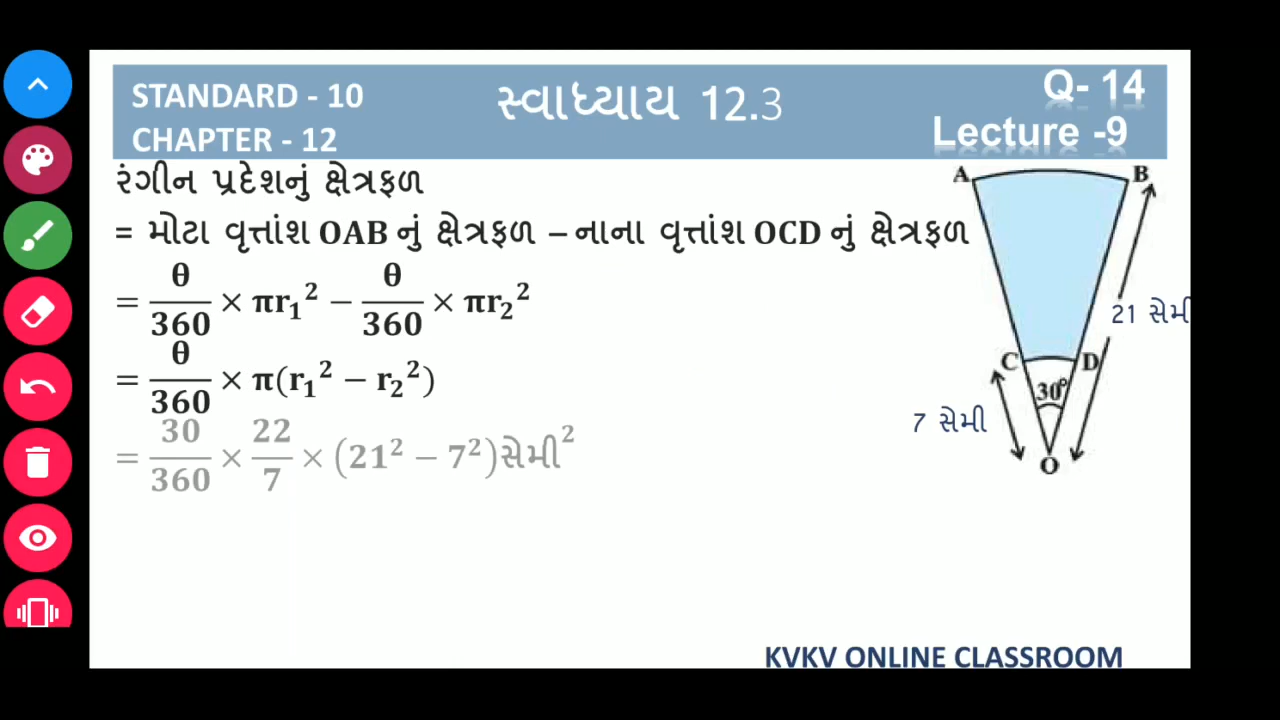 STANDARD - 10
CHAPTER - 12
સ્વાધ્યાય 12.3
Q- 14
Lecture -9
રંગીન પ્રદેશનું ક્ષેત્રફળ
= મોટા વૃત્તાંશ OAB નું ક્ષેત્રફળ – નાના વૃત્તાંશ OCD નું ક્ષેત્રફળ
= θ/360 × πr₁² − θ/360 × πr₂²
= θ/360 × π(r₁² − r₂²)
= 30/360 × 22/7 × (21² − 7²)સેમી²
A
B
21 સેમી
C
D
30°
7 સેમી
O
KVKV ONLINE CLASSROOM